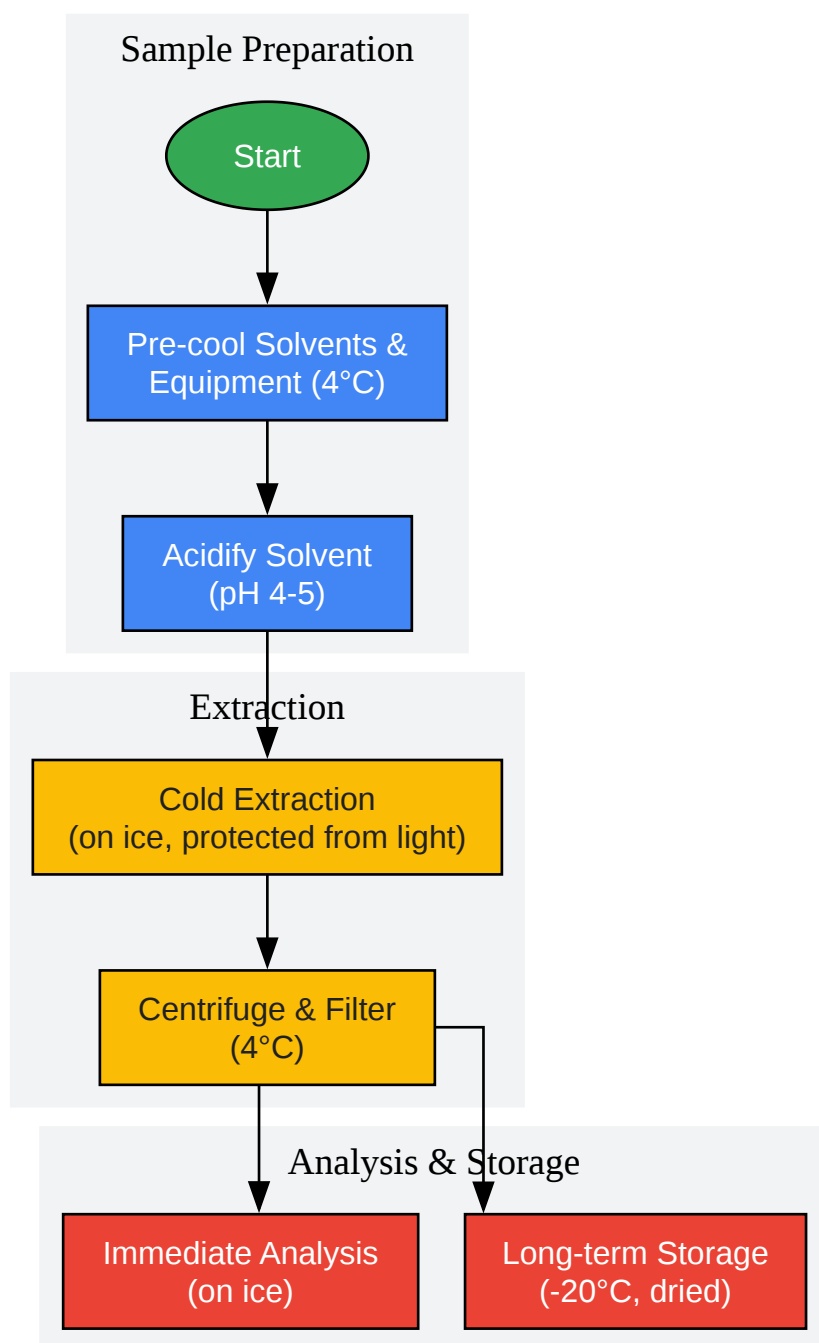 Sample Preparation
Start
Pre-cool Solvents &
Equipment (4°C)
Acidify Solvent
(pH 4-5)
Extraction
Cold Extraction
(on ice, protected from light)
Centrifuge & Filter
(4°C)
Analysis & Storage
Immediate Analysis
(on ice)
Long-term Storage
(-20°C, dried)